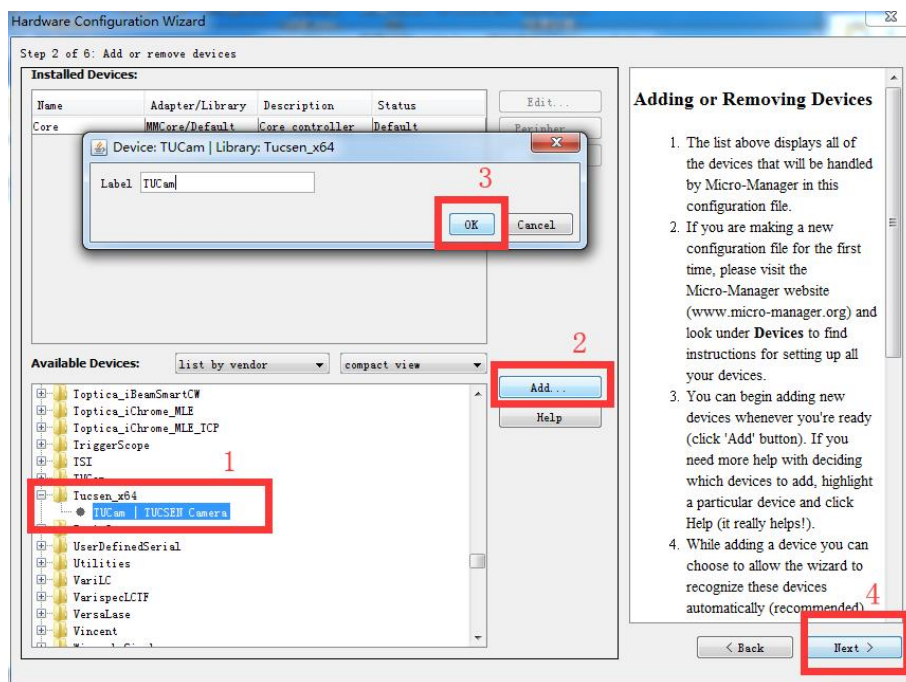 Hardware Configuration Wizard
Step 2 of 6: Add or remove devices
Installed Devices:
Name Adapter/Library Description Status
Core MMCore/Default Core controller Default
Edit...
Device: TUCam | Library: Tucsen_x64
Label TUCam
3
OK Cancel
2
Available Devices: list by vendor compact view
Add...
Help
Toptica_iBeamSmartCW
Toptica_iChrome_MLE
Toptica_iChrome_MLE_TCP
TriggerScope
TSI
1
Tucsen_x64
TUCam | TUCSEN Camera
UserDefinedSerial
Utilities
VariLC
VarispecLCTF
VersaLase
Vincent
Adding or Removing Devices
1. The list above displays all of
the devices that will be handled
by Micro-Manager in this
configuration file.
2. If you are making a new
configuration file for the first
time, please visit the
Micro-Manager website
(www.micro-manager.org) and
look under Devices to find
instructions for setting up all
your devices.
3. You can begin adding new
devices whenever you're ready
(click 'Add' button). If you
need more help with deciding
which devices to add, highlight
a particular device and click
Help (it really helps!).
4. While adding a device you can
choose to allow the wizard to
recognize these devices
automatically (recommended)
4
< Back Next >